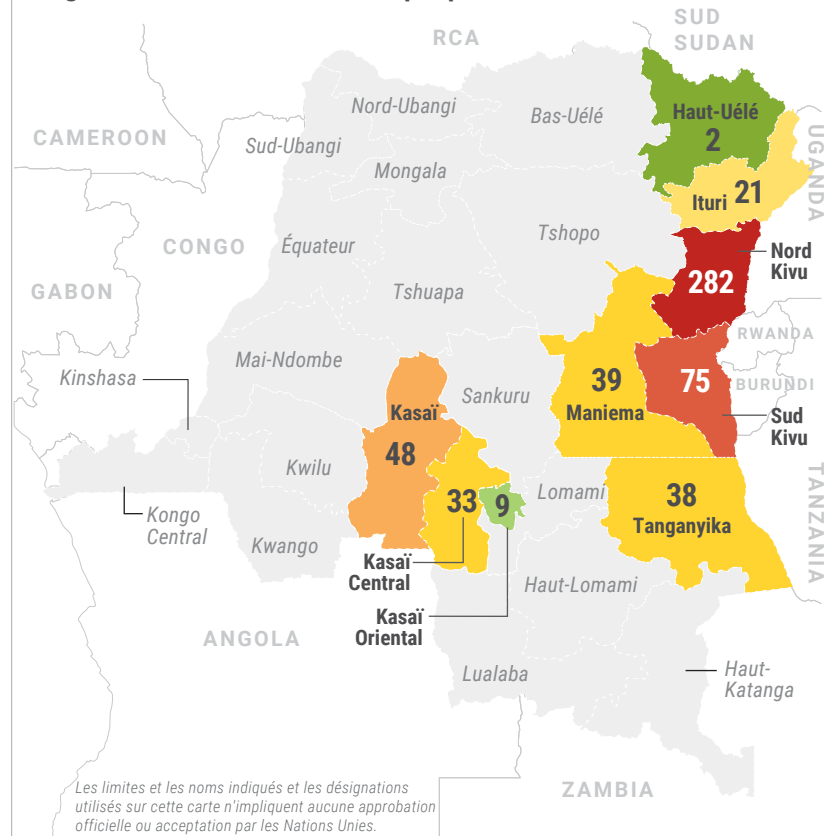 SUD
SUDAN
RCA
Nord-Ubangi
Bas-Uélé
Haut-Uélé
2
CAMEROON
Sud-Ubangi
UGANDA
Mongala
Ituri 21
Tshopo
CONGO
Équateur
Nord
Kivu
282
GABON
Tshuapa
RWANDA
Mai-Ndombe
Kinshasa
39
Maniema
75
BURUNDI
Sankuru
Kasaï
48
Sud
Kivu
Kwilu
33
9
Lomami
38
Tanganyika
TANZANIA
Kongo
Central
Kwango
Kasaï
Central
Haut-Lomami
Kasaï
Oriental
ANGOLA
Lualaba
Haut-
Katanga
ZAMBIA
Les limites et les noms indiqués et les désignations
utilisés sur cette carte n'impliquent aucune approbation
officielle ou acceptation par les Nations Unies.